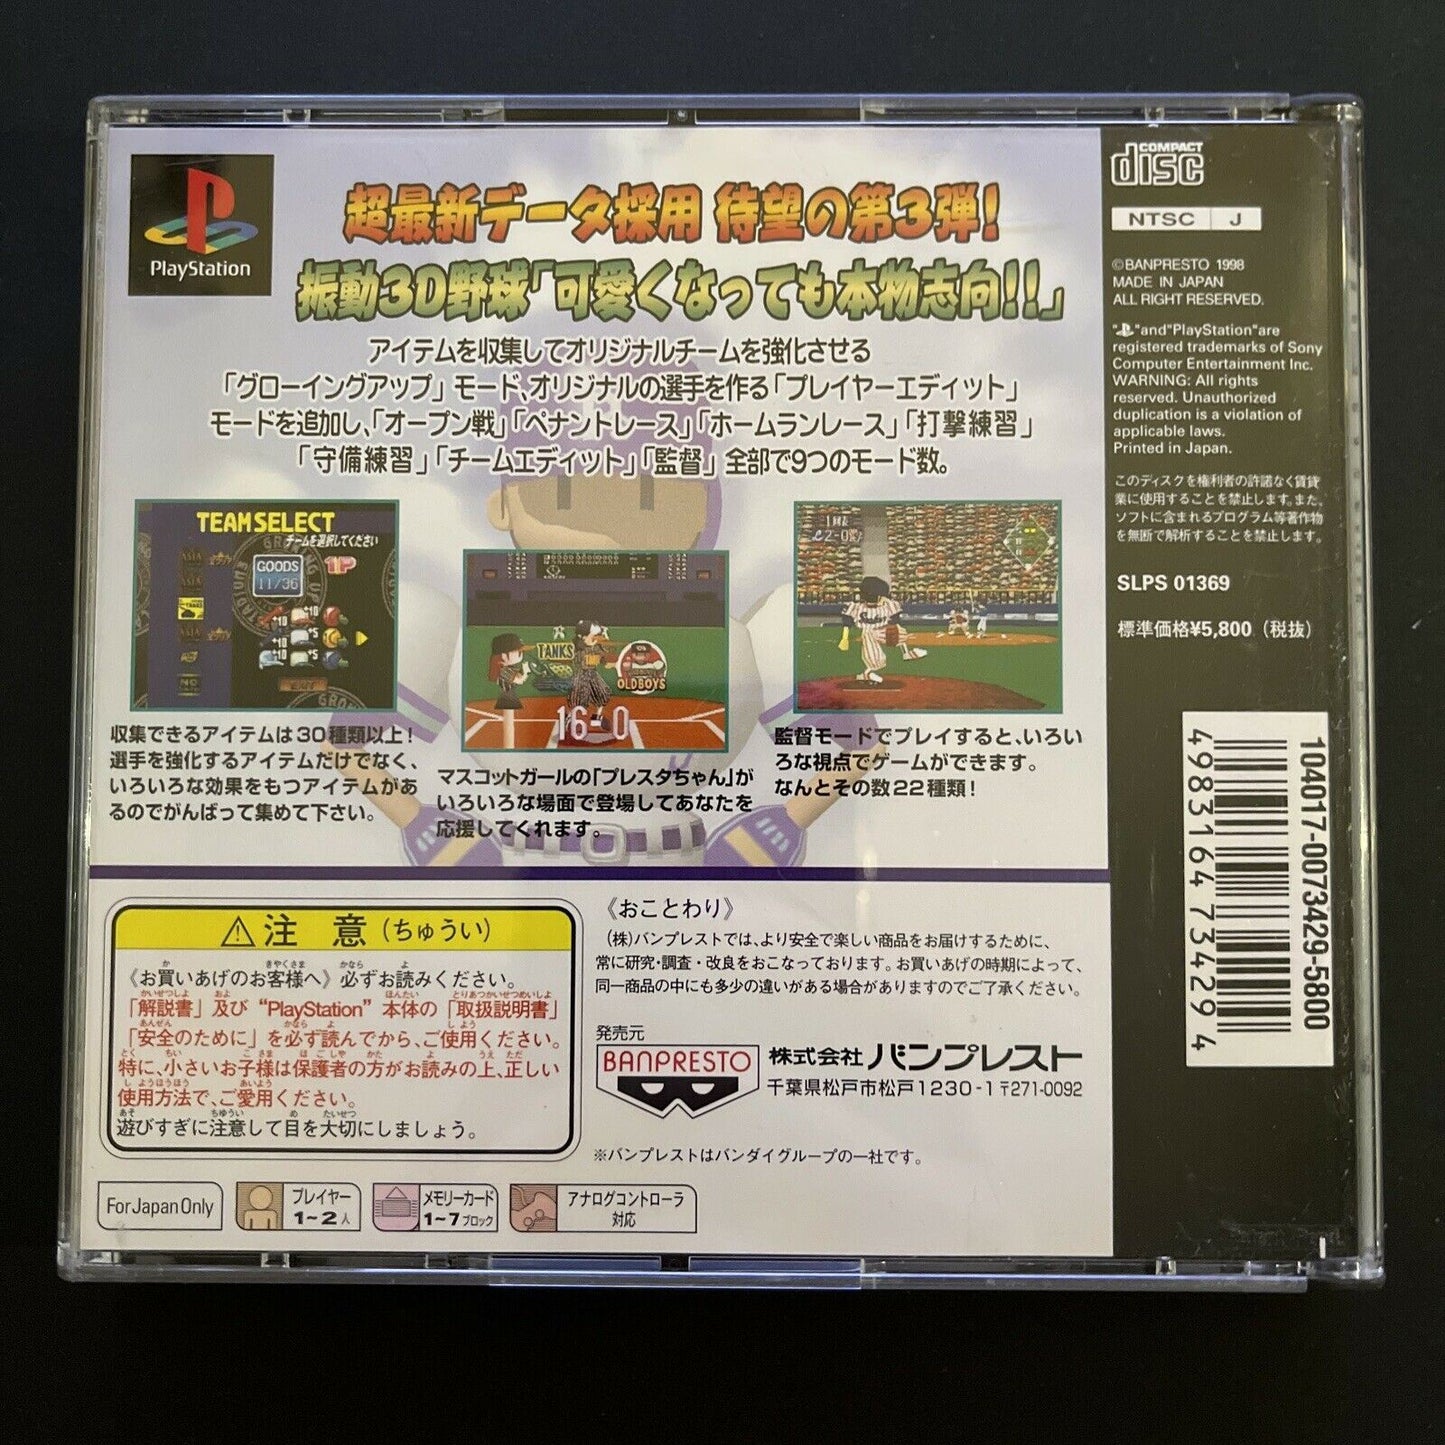 PlayStation
超最新データ採用 待望の第3弾!
振動3D野球「可愛くなっても本物志向!!」
アイテムを収集してオリジナルチームを強化させる
「グローイングアップ」モード、オリジナルの選手を作る「プレイヤーエディット」
モードを追加し、「オープン戦」「ペナントレース」「ホームランレース」「打撃練習」
「守備練習」「チームエディット」「監督」全部で9つのモード数。
TEAM SELECT
チームを選択してください
GOODS
11/36
1P
+10
+10
+10
+5
+10
+5
EXIT
収集できるアイテムは30種類以上!
選手を強化するアイテムだけでなく、
いろいろな効果をもつアイテムがあ
るのでがんばって集めて下さい。
TANKS
OLDBOYS
16-0
マスコットガールの「プレスタちゃん」が
いろいろな場面で登場してあなたを
応援してくれます。
2-0
監督モードでプレイすると、いろい
ろな視点でゲームができます。
なんとその数22種類!
⚠注 意(ちゅうい)
《お買いあげのお客様へ》必ずお読みください。
「解説書」及び“PlayStation”本体の「取扱説明書」
「安全のために」を必ず読んでから、ご使用ください。
特に、小さいお子様は保護者の方がお読みの上、正しい
使用方法で、ご愛用ください。
遊びすぎに注意して目を大切にしましょう。
《おことわり》
(株)バンプレストでは、より安全で楽しい商品をお届けするために、
常に研究・調査・改良をおこなっております。お買いあげの時期によって、
同一商品の中にも多少の違いがある場合がありますのでご了承ください。
発売元
BANPRESTO
株式会社 バンプレスト
千葉県松戸市松戸1230-1 〒271-0092
※バンプレストはバンダイグループの一社です。
For Japan Only
プレイヤー
1~2人
メモリーカード
1~7ブロック
アナログコントローラ
対応
COMPACT
disc
NTSC J
©BANPRESTO 1998
MADE IN JAPAN
ALL RIGHT RESERVED.
" "and"PlayStation"are
registered trademarks of Sony
Computer Entertainment Inc.
WARNING: All rights
reserved. Unauthorized
duplication is a violation of
applicable laws.
Printed in Japan.
このディスクを権利者の許諾なく賃貸
業に使用することを禁止します。また、
ソフトに含まれるプログラム等著作物
を無断で解析することを禁止します。
SLPS 01369
標準価格¥5,800(税抜)
104017-0073429-5800
4983164734294